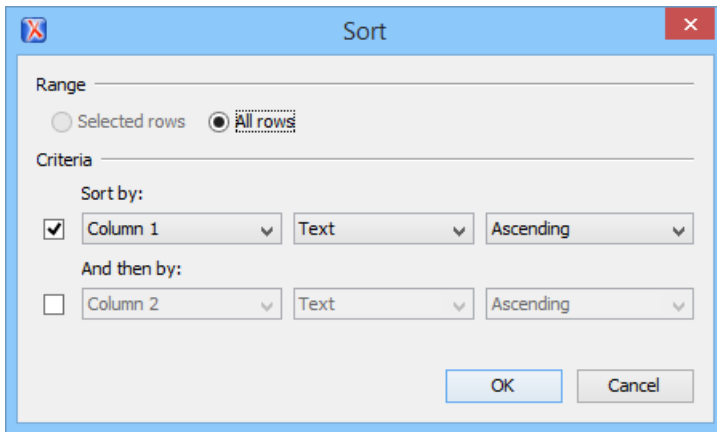 Sort
Range
Selected rows All rows
Criteria
Sort by:
Column 1 Text Ascending
And then by:
Column 2 Text Ascending
OK Cancel